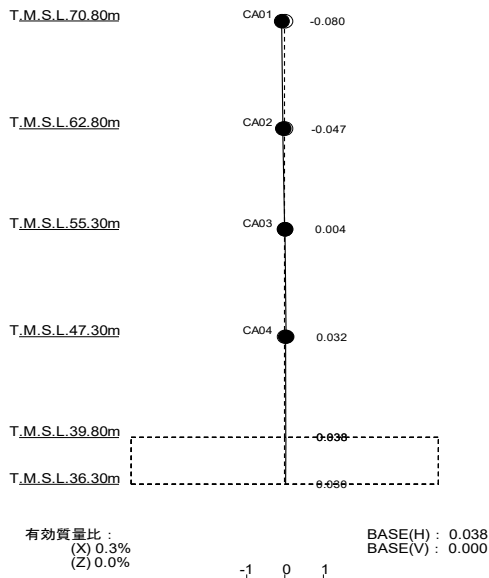 T.M.S.L.70.80m CA01 -0.080
T.M.S.L.62.80m CA02 -0.047
T.M.S.L.55.30m CA03 0.004
T.M.S.L.47.30m CA04 0.032
T.M.S.L.39.80m 0.038
T.M.S.L.36.30m
有効質量比 : BASE(H) : 0.038
(X) 0.3% BASE(V) : 0.000
(Z) 0.0%
-1 0 1